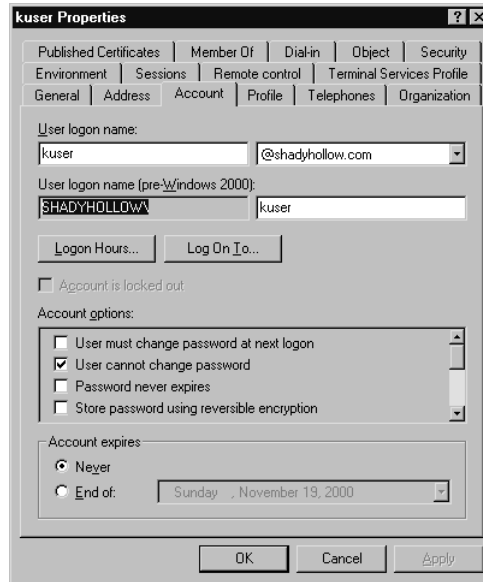 kuser Properties
Published Certificates Member Of Dial-in Object Security
Environment Sessions Remote control Terminal Services Profile
General Address Account Profile Telephones Organization
User logon name:
kuser @shadyhollow.com
User logon name (pre-Windows 2000):
SHADYHOLLOW\ kuser
Logon Hours... Log On To...
Account is locked out
Account options:
User must change password at next logon
User cannot change password
Password never expires
Store password using reversible encryption
Account expires
Never
End of: Sunday , November 19, 2000
OK Cancel Apply